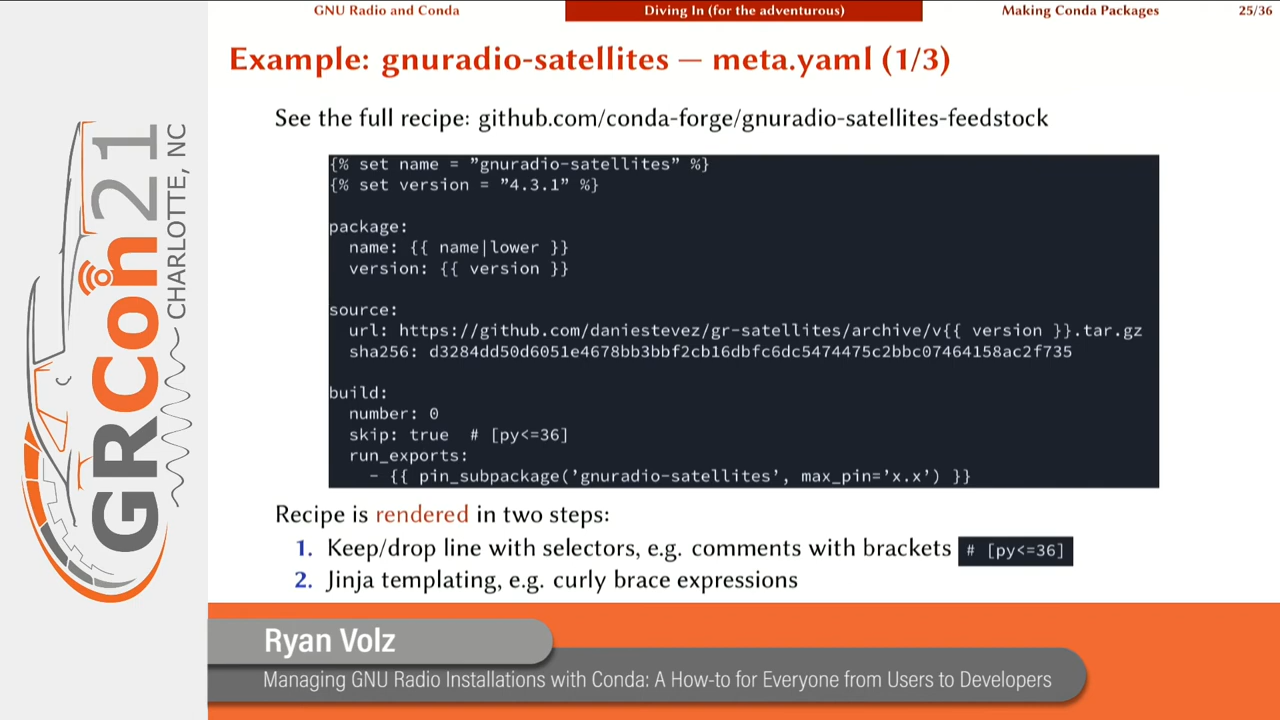 GNU Radio and Conda
Diving In (for the adventurous)
Making Conda Packages
25/36
Example: gnuradio-satellites — meta.yaml (1/3)
See the full recipe: github.com/conda-forge/gnuradio-satellites-feedstock
{% set name = ”gnuradio-satellites” %}
{% set version = ”4.3.1” %}
package:
name: {{ name|lower }}
version: {{ version }}
source:
url: https://github.com/daniestevez/gr-satellites/archive/v{{ version }}.tar.gz
sha256: d3284dd50d6051e4678bb3bbf2cb16dbfc6dc5474475c2bbc07464158ac2f735
build:
number: 0
skip: true # [py<=36]
run_exports:
- {{ pin_subpackage(’gnuradio-satellites’, max_pin=’x.x’) }}
Recipe is rendered in two steps:
1. Keep/drop line with selectors, e.g. comments with brackets # [py<=36]
2. Jinja templating, e.g. curly brace expressions
GRCon21
CHARLOTTE, NC
Ryan Volz
Managing GNU Radio Installations with Conda: A How-to for Everyone from Users to Developers